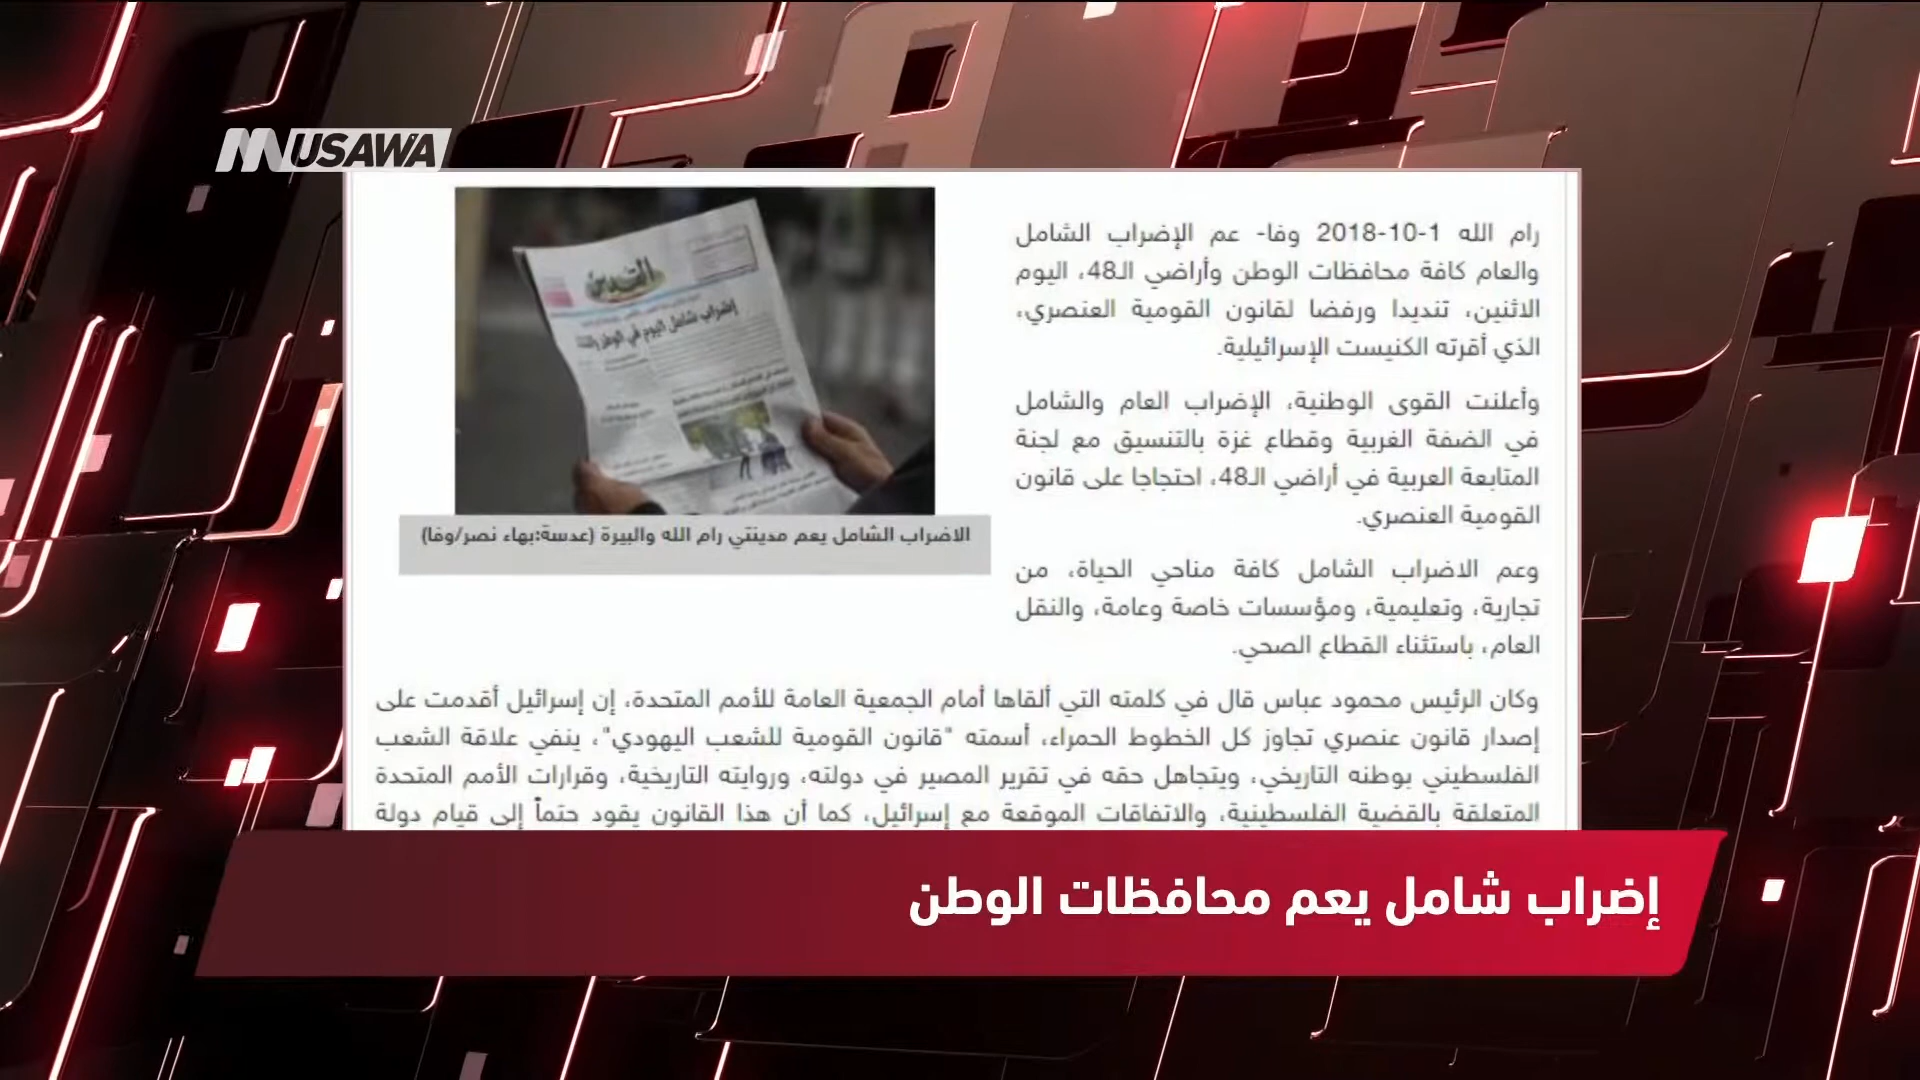 MUSAWA
رام الله 1-10-2018 وفا- عم الإضراب الشامل
والعام كافة محافظات الوطن وأراضي الـ48، اليوم
الاثنين، تنديدا ورفضا لقانون القومية العنصري،
الذي أقرته الكنيست الإسرائيلية.
وأعلنت القوى الوطنية، الإضراب العام والشامل
في الضفة الغربية وقطاع غزة بالتنسيق مع لجنة
المتابعة العربية في أراضي الـ48، احتجاجا على قانون
القومية العنصري.
وعم الاضراب الشامل كافة مناحي الحياة، من
تجارية، وتعليمية، ومؤسسات خاصة وعامة، والنقل
العام، باستثناء القطاع الصحي.
القدس
إضراب شامل اليوم في الوطن
الاضراب الشامل يعم مدينتي رام الله والبيرة (عدسة:بهاء نصر/وفا)
وكان الرئيس محمود عباس قال في كلمته التي ألقاها أمام الجمعية العامة للأمم المتحدة، إن إسرائيل أقدمت على
إصدار قانون عنصري تجاوز كل الخطوط الحمراء، أسمته "قانون القومية للشعب اليهودي"، ينفي علاقة الشعب
الفلسطيني بوطنه التاريخي، ويتجاهل حقه في تقرير المصير في دولته، وروايته التاريخية، وقرارات الأمم المتحدة
المتعلقة بالقضية الفلسطينية، والاتفاقات الموقعة مع إسرائيل، كما أن هذا القانون يقود حتماً إلى قيام دولة
إضراب شامل يعم محافظات الوطن